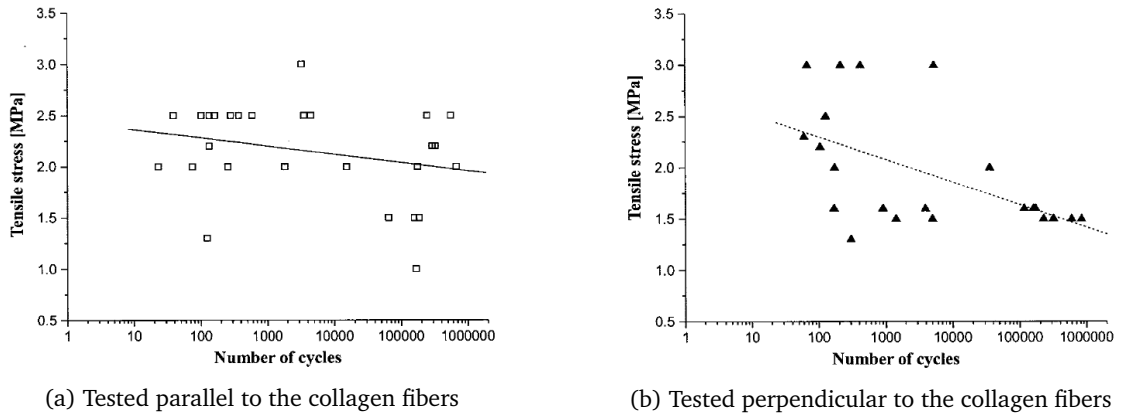 3.5
3.0
2.5
2.0
1.5
1.0
0.5
Tensile stress [MPa]
1 10 100 1000 10000 100000 1000000
Number of cycles
(a) Tested parallel to the collagen fibers
3.5
3.0
2.5
2.0
1.5
1.0
0.5
Tensile stress [MPa]
1 10 100 1000 10000 100000 1000000
Number of cycles
(b) Tested perpendicular to the collagen fibers